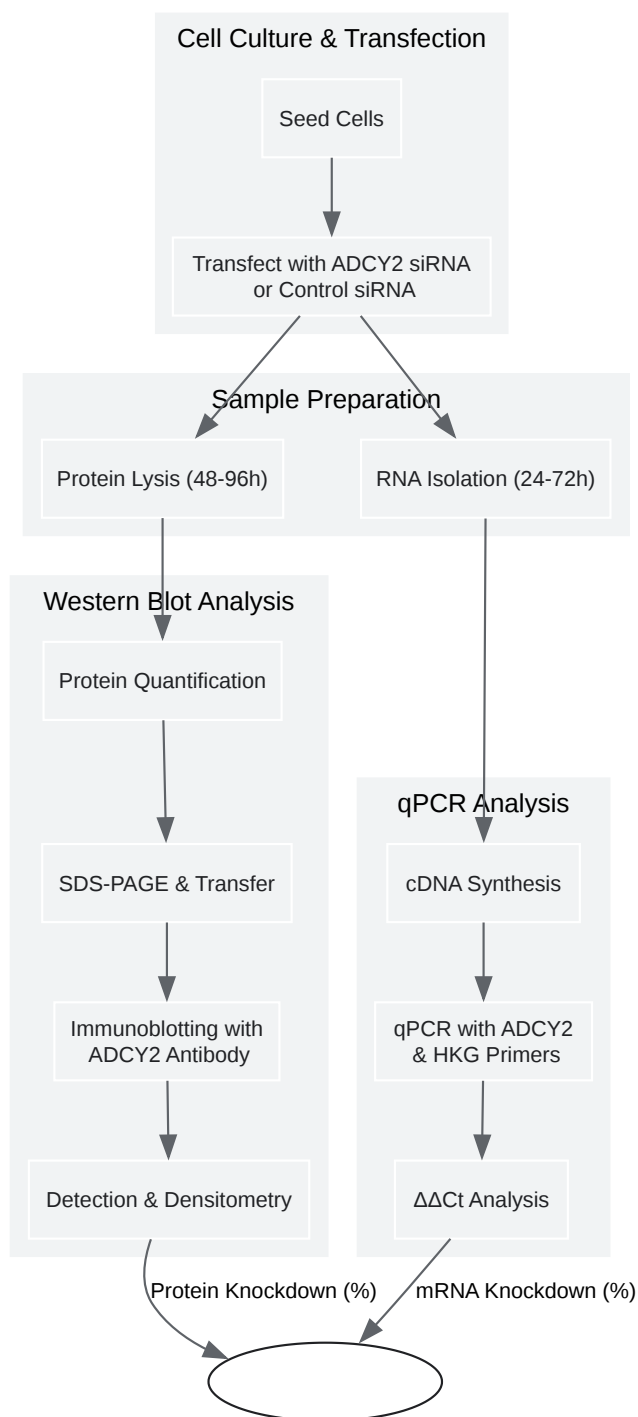 Cell Culture & Transfection
Seed Cells
Transfect with ADCY2 siRNA
or Control siRNA
Sample Preparation
Protein Lysis (48-96h)
RNA Isolation (24-72h)
Western Blot Analysis
Protein Quantification
SDS-PAGE & Transfer
Immunoblotting with
ADCY2 Antibody
Detection & Densitometry
qPCR Analysis
cDNA Synthesis
qPCR with ADCY2
& HKG Primers
ΔΔCt Analysis
Protein Knockdown (%)
mRNA Knockdown (%)